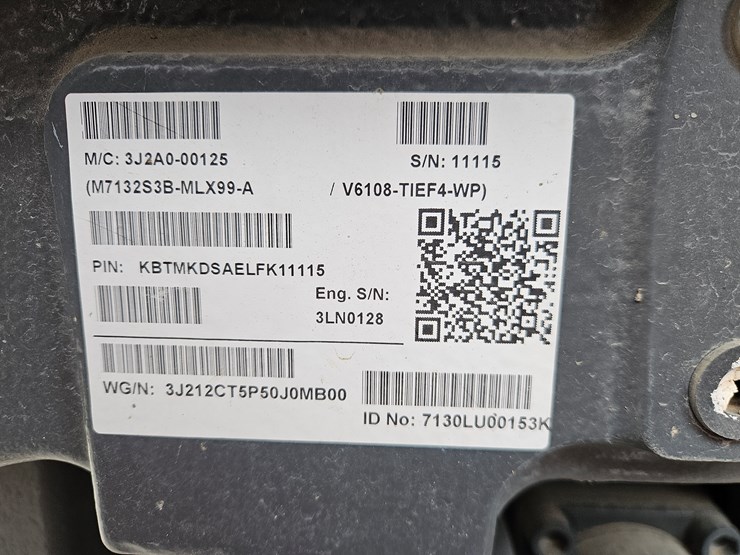 M/C: 3J2A0-00125 S/N: 11115
(M7132S3B-MLX99-A / V6108-TIEF4-WP)
PIN: KBTMKDSAELFK11115
Eng. S/N:
3LN0128
WG/N: 3J212CT5P50J0MB00
ID No: 7130LU00153K